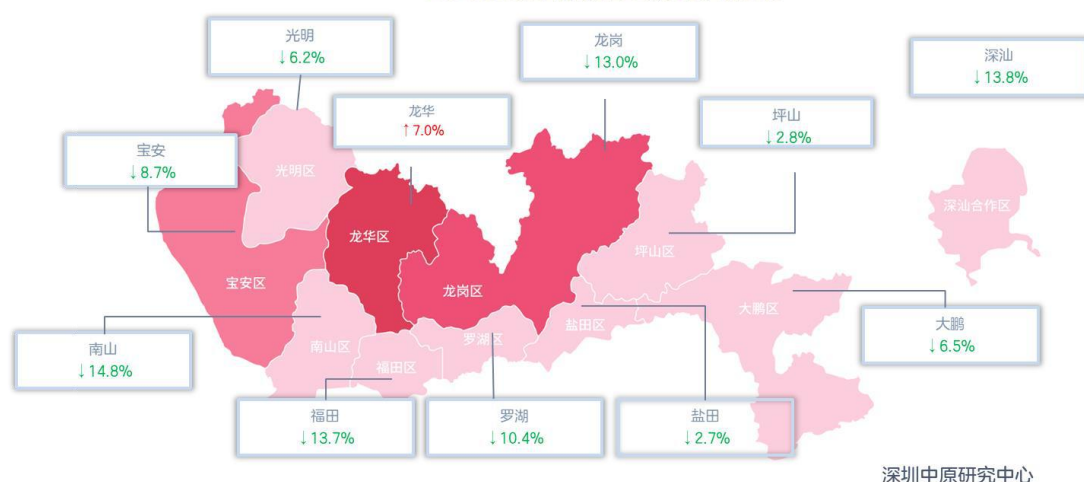 光明
↓6.2%
龙岗
↓13.0%
深汕
↓13.8%
龙华
↑7.0%
坪山
↓2.8%
宝安
↓8.7%
光明区
深汕合作区
龙华区
坪山区
宝安区
龙岗区
大鹏区
盐田区
罗湖区
南山区
福田区
大鹏
↓6.5%
南山
↓14.8%
福田
↓13.7%
罗湖
↓10.4%
盐田
↓2.7%
深圳中原研究中心